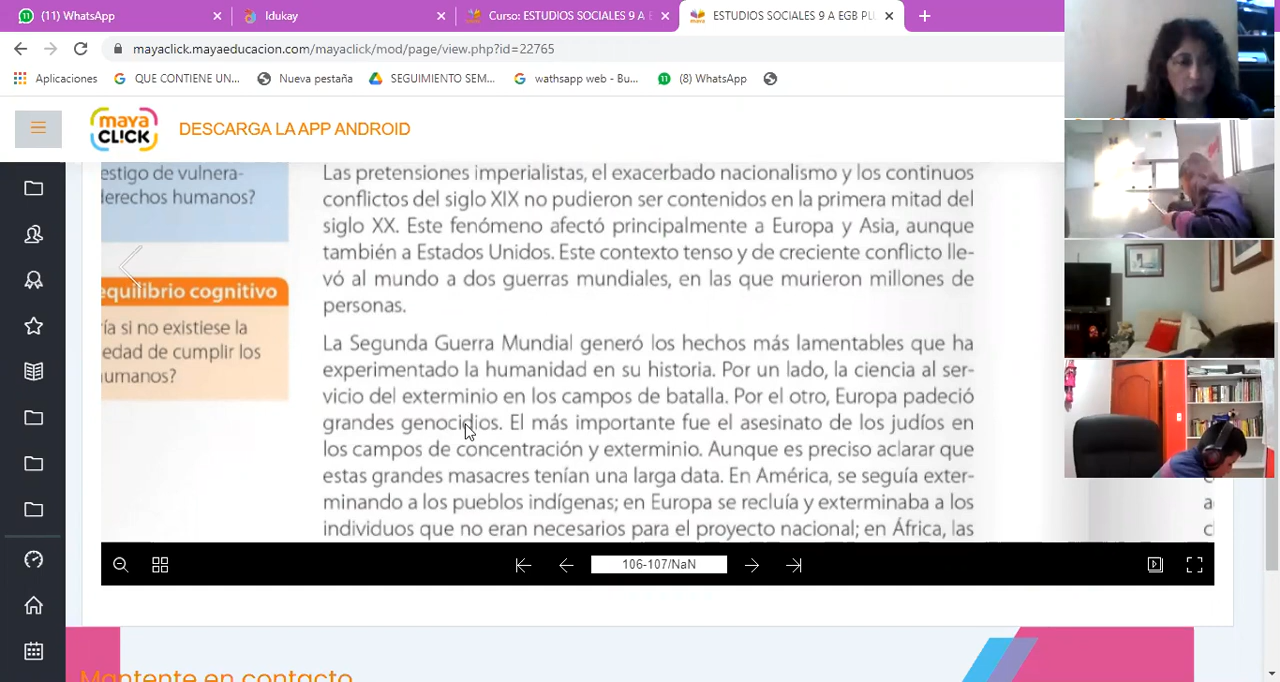 (11) WhatsApp
Idukay
Curso: ESTUDIOS SOCIALES 9 A E
ESTUDIOS SOCIALES 9 A EGB PLU
mayaclick.mayaeducacion.com/mayaclick/mod/page/view.php?id=22765
Aplicaciones
QUE CONTIENE UN...
Nueva pestaña
SEGUIMIENTO SEM...
wathsapp web - Bu...
(8) WhatsApp
maya
CLICK
DESCARGA LA APP ANDROID
estigo de vulnera-
derechos humanos?
equilibrio cognitivo
ría si no existiese la
edad de cumplir los
umanos?
Las pretensiones imperialistas, el exacerbado nacionalismo y los continuos
conflictos del siglo XIX no pudieron ser contenidos en la primera mitad del
siglo XX. Este fenómeno afectó principalmente a Europa y Asia, aunque
también a Estados Unidos. Este contexto tenso y de creciente conflicto lle-
vó al mundo a dos guerras mundiales, en las que murieron millones de
personas.
La Segunda Guerra Mundial generó los hechos más lamentables que ha
experimentado la humanidad en su historia. Por un lado, la ciencia al ser-
vicio del exterminio en los campos de batalla. Por el otro, Europa padeció
grandes genocidios. El más importante fue el asesinato de los judíos en
los campos de concentración y exterminio. Aunque es preciso aclarar que
estas grandes masacres tenían una larga data. En América, se seguía exter-
minando a los pueblos indígenas; en Europa se recluía y exterminaba a los
individuos que no eran necesarios para el proyecto nacional; en África, las
106-107/NaN
Mantente en contacto